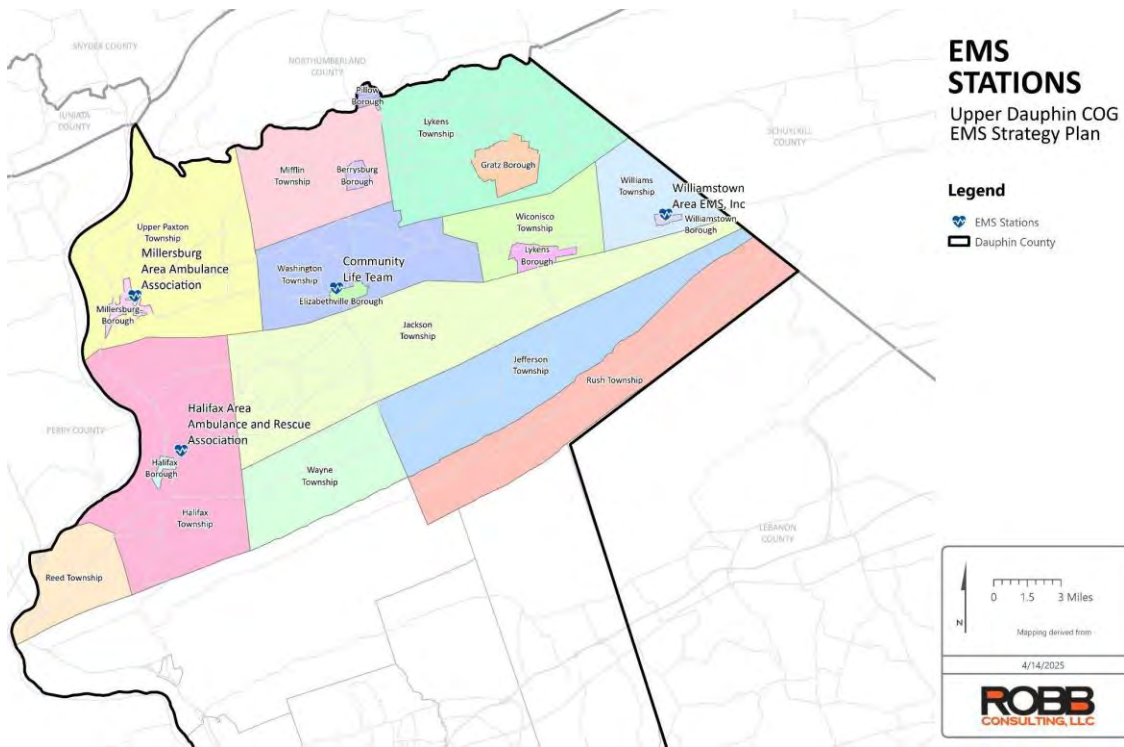 SNYDER COUNTY
NORTHUMBERLAND
COUNTY
JUNIATA
COUNTY
SCHUYLKILL
COUNTY
PERRY COUNTY
LEBANON
COUNTY
Pillow
Borough
Lykens
Township
Gratz Borough
Mifflin
Township
Berrysburg
Borough
Williams
Township
Williamstown
Area EMS, Inc
Williamstown
Borough
Upper Paxton
Township
Millersburg
Area Ambulance
Association
Millersburg
Borough
Wiconisco
Township
Lykens
Borough
Washington
Township
Community
Life Team
Elizabethville Borough
Jackson
Township
Jefferson
Township
Rush Township
Halifax Area
Ambulance and Rescue
Association
Halifax
Borough
Wayne
Township
Halifax
Township
Reed Township
EMS
STATIONS
Upper Dauphin COG
EMS Strategy Plan
Legend
EMS Stations
Dauphin County
N
0 1.5 3 Miles
Mapping derived from
4/14/2025
ROBB
CONSULTING, LLC